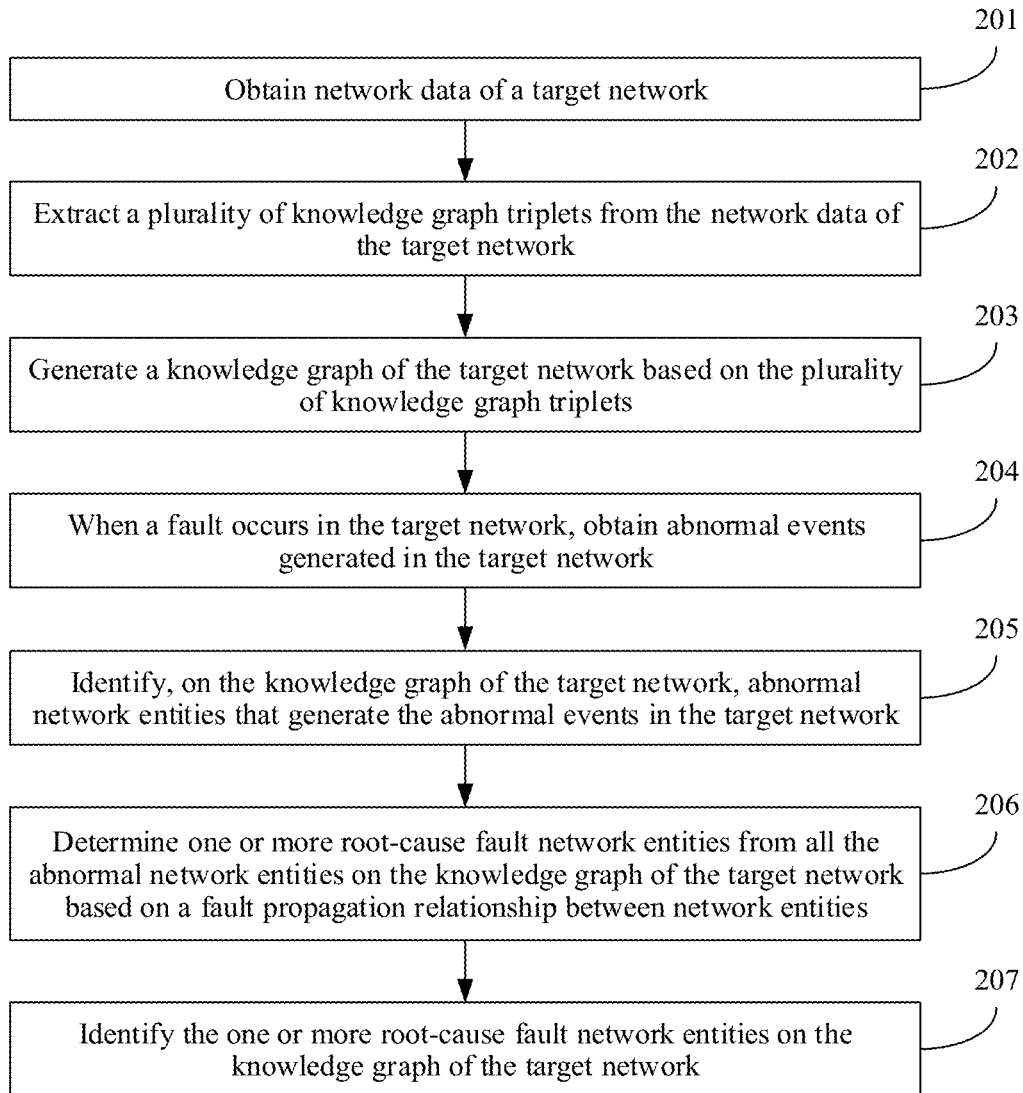 201
Obtain network data of a target network
202
Extract a plurality of knowledge graph triplets from the network data of
the target network
203
Generate a knowledge graph of the target network based on the plurality
of knowledge graph triplets
204
When a fault occurs in the target network, obtain abnormal events
generated in the target network
205
Identify, on the knowledge graph of the target network, abnormal
network entities that generate the abnormal events in the target network
206
Determine one or more root-cause fault network entities from all the
abnormal network entities on the knowledge graph of the target network
based on a fault propagation relationship between network entities
207
Identify the one or more root-cause fault network entities on the
knowledge graph of the target network